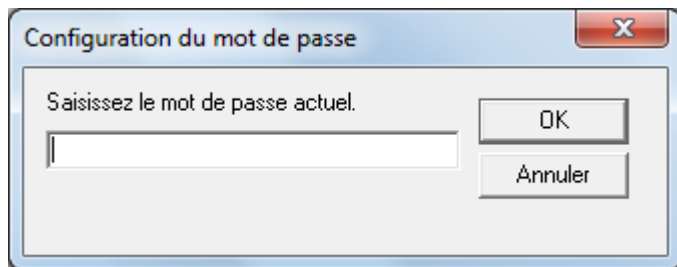 Configuration du mot de passe
Saisissez le mot de passe actuel.
OK
Annuler